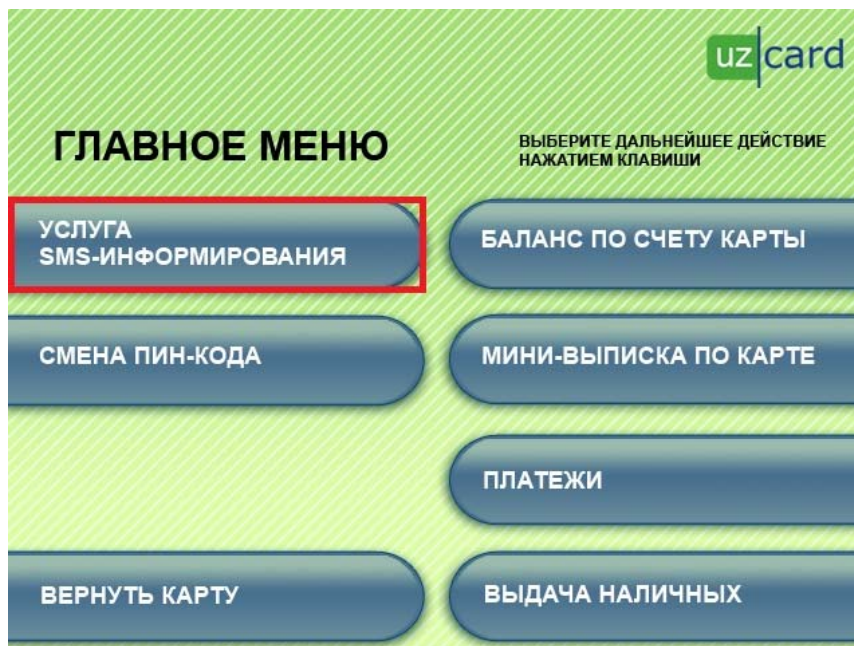 uzcard
ГЛАВНОЕ МЕНЮ
ВЫБЕРИТЕ ДАЛЬНЕЙШЕЕ ДЕЙСТВИЕ
НАЖАТИЕМ КЛАВИШИ
УСЛУГА
SMS-ИНФОРМИРОВАНИЯ
БАЛАНС ПО СЧЕТУ КАРТЫ
СМЕНА ПИН-КОДА
МИНИ-ВЫПИСКА ПО КАРТЕ
ПЛАТЕЖИ
ВЕРНУТЬ КАРТУ
ВЫДАЧА НАЛИЧНЫХ